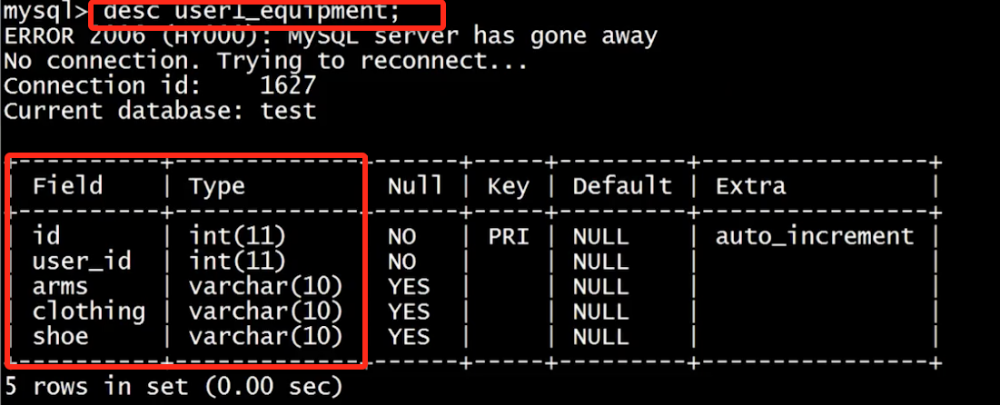 mysql> desc user1_equipment;
ERROR 2006 (HY000): MySQL server has gone away
No connection. Trying to reconnect...
Connection id:    1627
Current database: test

+----------+-------------+------+-----+---------+----------------+
| Field    | Type        | Null | Key | Default | Extra          |
+----------+-------------+------+-----+---------+----------------+
| id       | int(11)     | NO   | PRI | NULL    | auto_increment |
| user_id  | int(11)     | NO   |     | NULL    |                |
| arms     | varchar(10) | YES  |     | NULL    |                |
| clothing | varchar(10) | YES  |     | NULL    |                |
| shoe     | varchar(10) | YES  |     | NULL    |                |
+----------+-------------+------+-----+---------+----------------+
5 rows in set (0.00 sec)